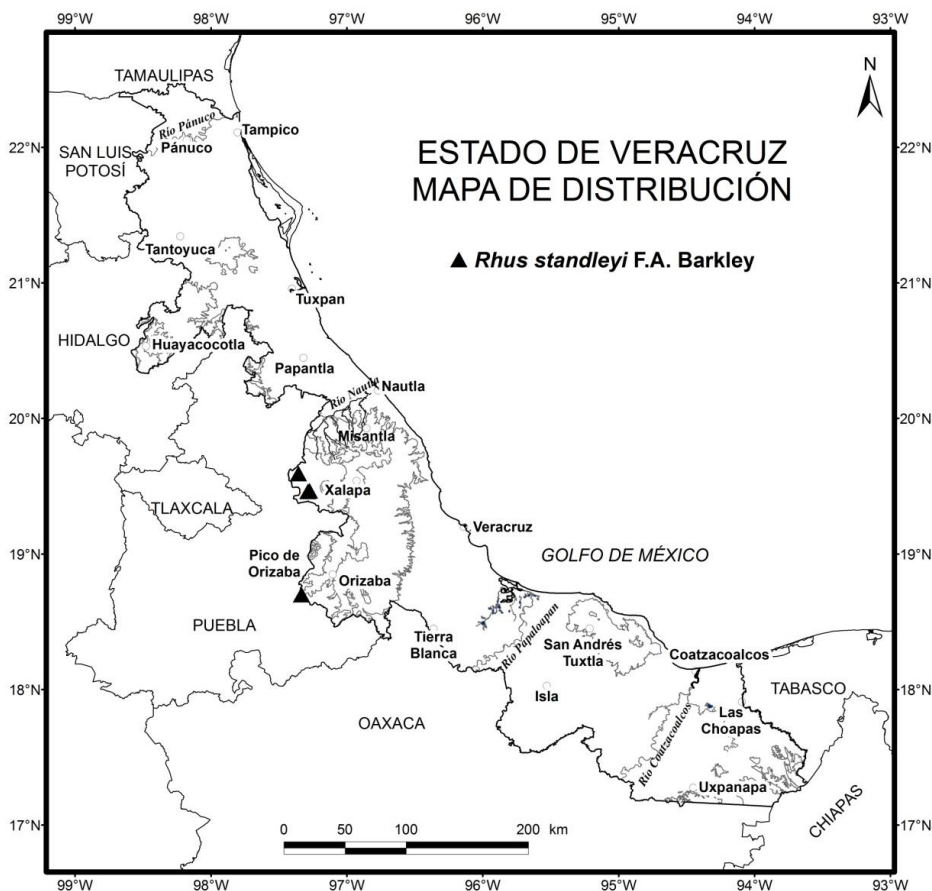 99°W 98°W 97°W 96°W 95°W 94°W 93°W
N
TAMAULIPAS
Río Pánuco
Tampico
Pánuco
22°N 22°N
SAN LUIS
POTOSÍ
ESTADO DE VERACRUZ
MAPA DE DISTRIBUCIÓN
Tantoyuca
▲ Rhus standleyi F.A. Barkley
21°N 21°N
Tuxpan
HIDALGO
Huayacocotla
Papantla
Río Nautla
Nautla
20°N 20°N
Misantla
Xalapa
TLAXCALA
Veracruz
19°N 19°N
Pico de
Orizaba
Orizaba
GOLFO DE MÉXICO
PUEBLA
Tierra
Blanca
Río Papaloapan
San Andrés
Tuxtla
Coatzacoalcos
18°N 18°N
Isla
TABASCO
OAXACA
Río Coatzacoalcos
Las
Choapas
Uxpanapa
CHIAPAS
17°N 17°N
0 50 100 200 km
99°W 98°W 97°W 96°W 95°W 94°W 93°W